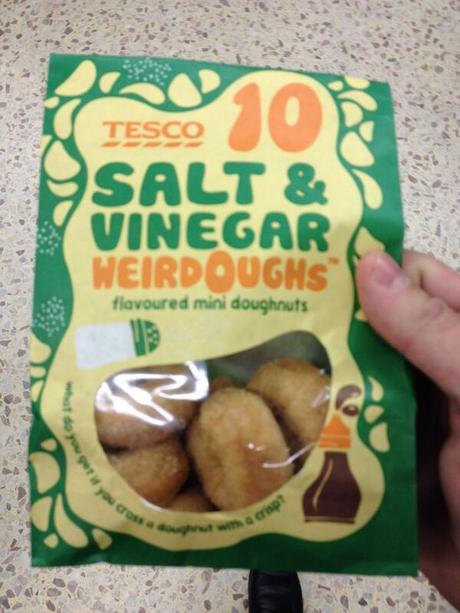 TESCO
10
SALT &
VINEGAR
WEIRDOUGHS™
flavoured mini doughnuts
What do you get if you cross a doughnut with a crisp?